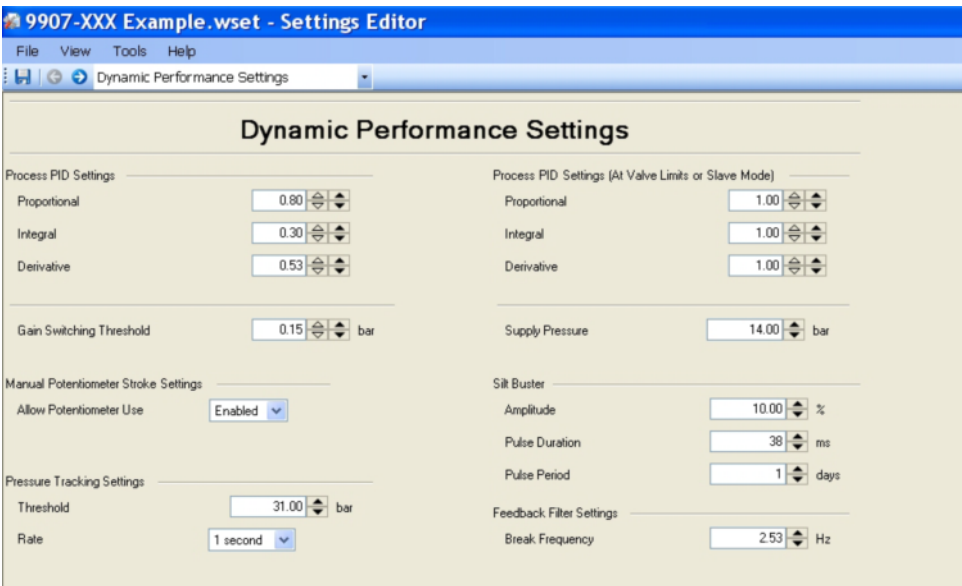 9907-XXX Example.wset - Settings Editor
File View Tools Help
Dynamic Performance Settings
Dynamic Performance Settings
Process PID Settings
Proportional 0.80
Integral 0.30
Derivative 0.53
Process PID Settings (At Valve Limits or Slave Mode)
Proportional 1.00
Integral 1.00
Derivative 1.00
Gain Switching Threshold 0.15 bar
Supply Pressure 14.00 bar
Manual Potentiometer Stroke Settings
Allow Potentiometer Use Enabled
Silt Buster
Amplitude 10.00 %
Pulse Duration 38 ms
Pulse Period 1 days
Pressure Tracking Settings
Threshold 31.00 bar
Rate 1 second
Feedback Filter Settings
Break Frequency 2.53 Hz